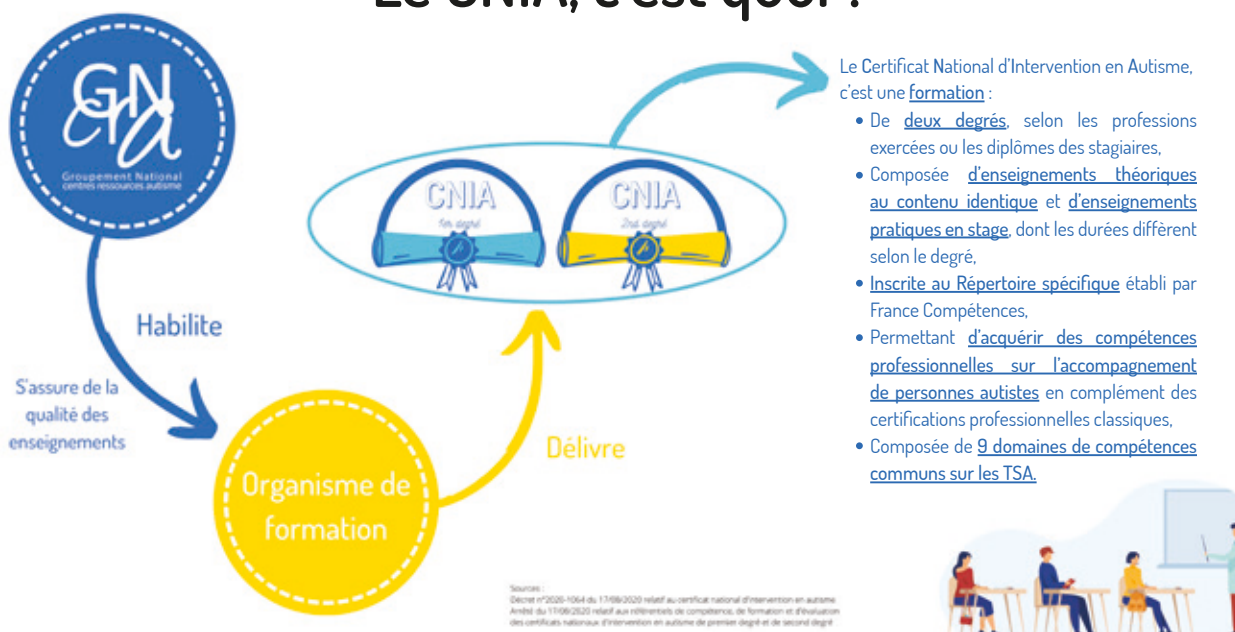 Le CNIA, c'est quoi ?
GNCRA
Groupement National
centres ressources autisme
Habilite
S'assure de la
qualité des
enseignements
Organisme de
formation
Délivre
CNIA
1er degré
CNIA
2nd degré
Le Certificat National d'Intervention en Autisme,
c'est une formation :
• De deux degrés, selon les professions
exercées ou les diplômes des stagiaires,
• Composée d'enseignements théoriques
au contenu identique et d'enseignements
pratiques en stage, dont les durées diffèrent
selon le degré,
• Inscrite au Répertoire spécifique établi par
France Compétences,
• Permettant d'acquérir des compétences
professionnelles sur l'accompagnement
de personnes autistes en complément des
certifications professionnelles classiques,
• Composée de 9 domaines de compétences
communs sur les TSA.
Sources :
Décret n°2020-1064 du 17/08/2020 relatif au certificat national d'intervention en autisme
Arrêté du 17/08/2020 relatif aux référentiels de compétence, de formation et d'évaluation
des certificats nationaux d'intervention en autisme de premier degré et de second degré